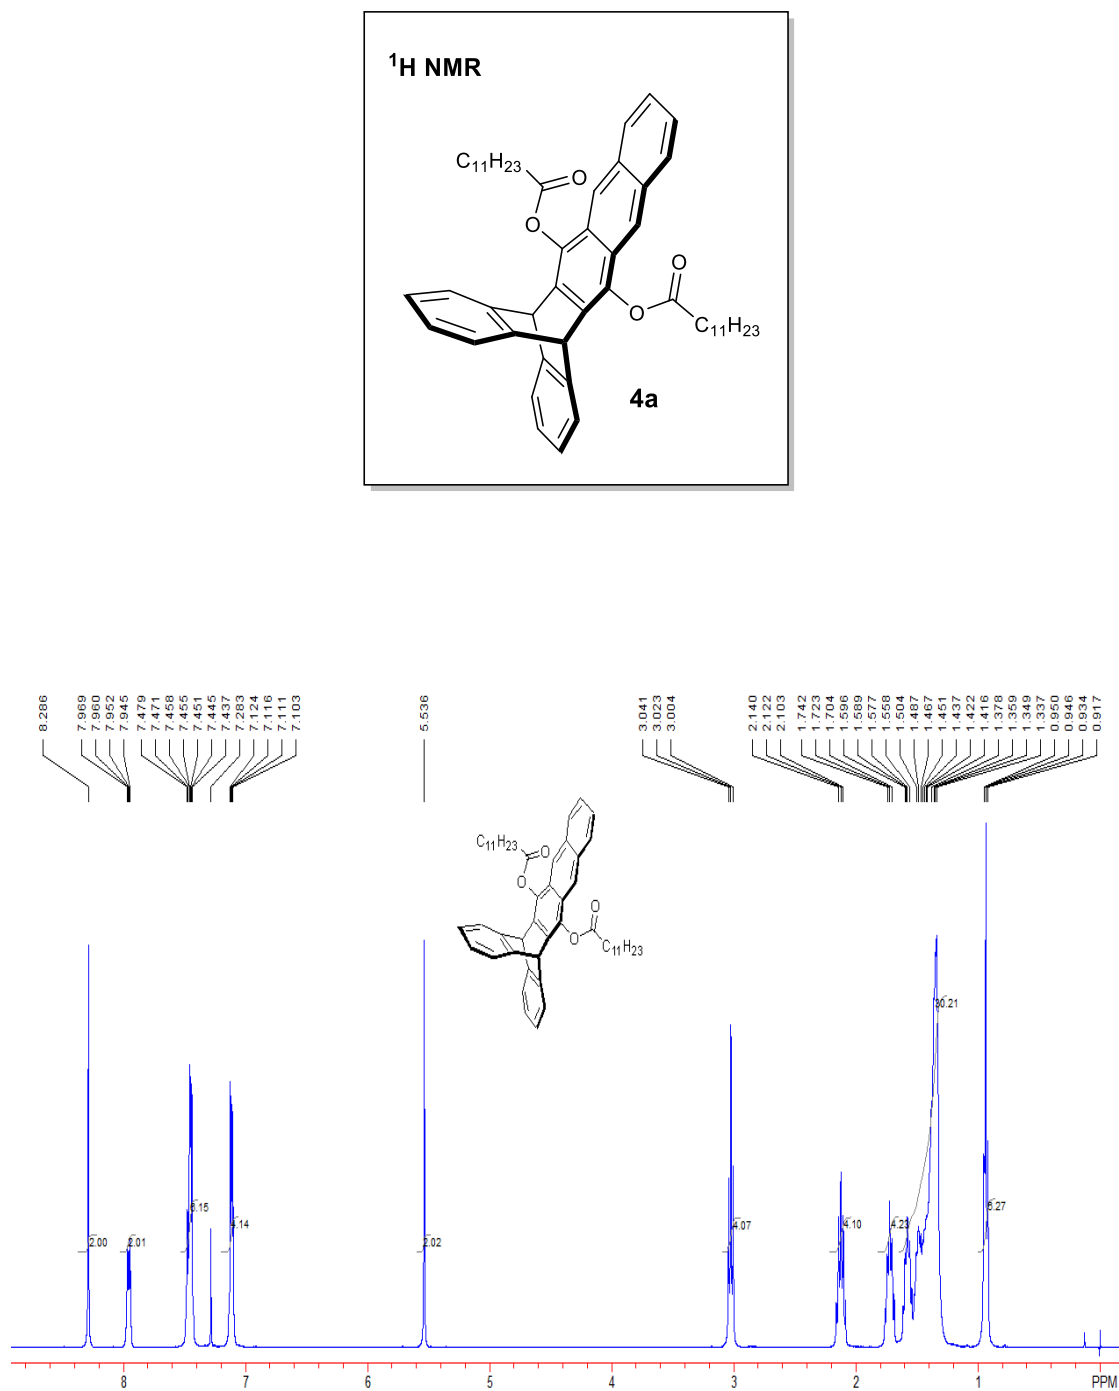 ¹H NMR
C₁₁H₂₃
O
O
O
O
C₁₁H₂₃
4a
8.286 7.969 7.960 7.952 7.945 7.479 7.471 7.458 7.455 7.451 7.445 7.437 7.283 7.124 7.116 7.111 7.103 5.536 3.041 3.023 3.004 2.140 2.122 2.103 1.742 1.723 1.704 1.596 1.589 1.577 1.558 1.504 1.487 1.467 1.451 1.437 1.422 1.416 1.378 1.359 1.349 1.337 0.950 0.946 0.934 0.917
C₁₁H₂₃
O
O
O
O
C₁₁H₂₃
30.21
2.00 2.01 6.15 4.14 2.02 4.07 4.10 4.23 6.27
8 7 6 5 4 3 2 1 PPM